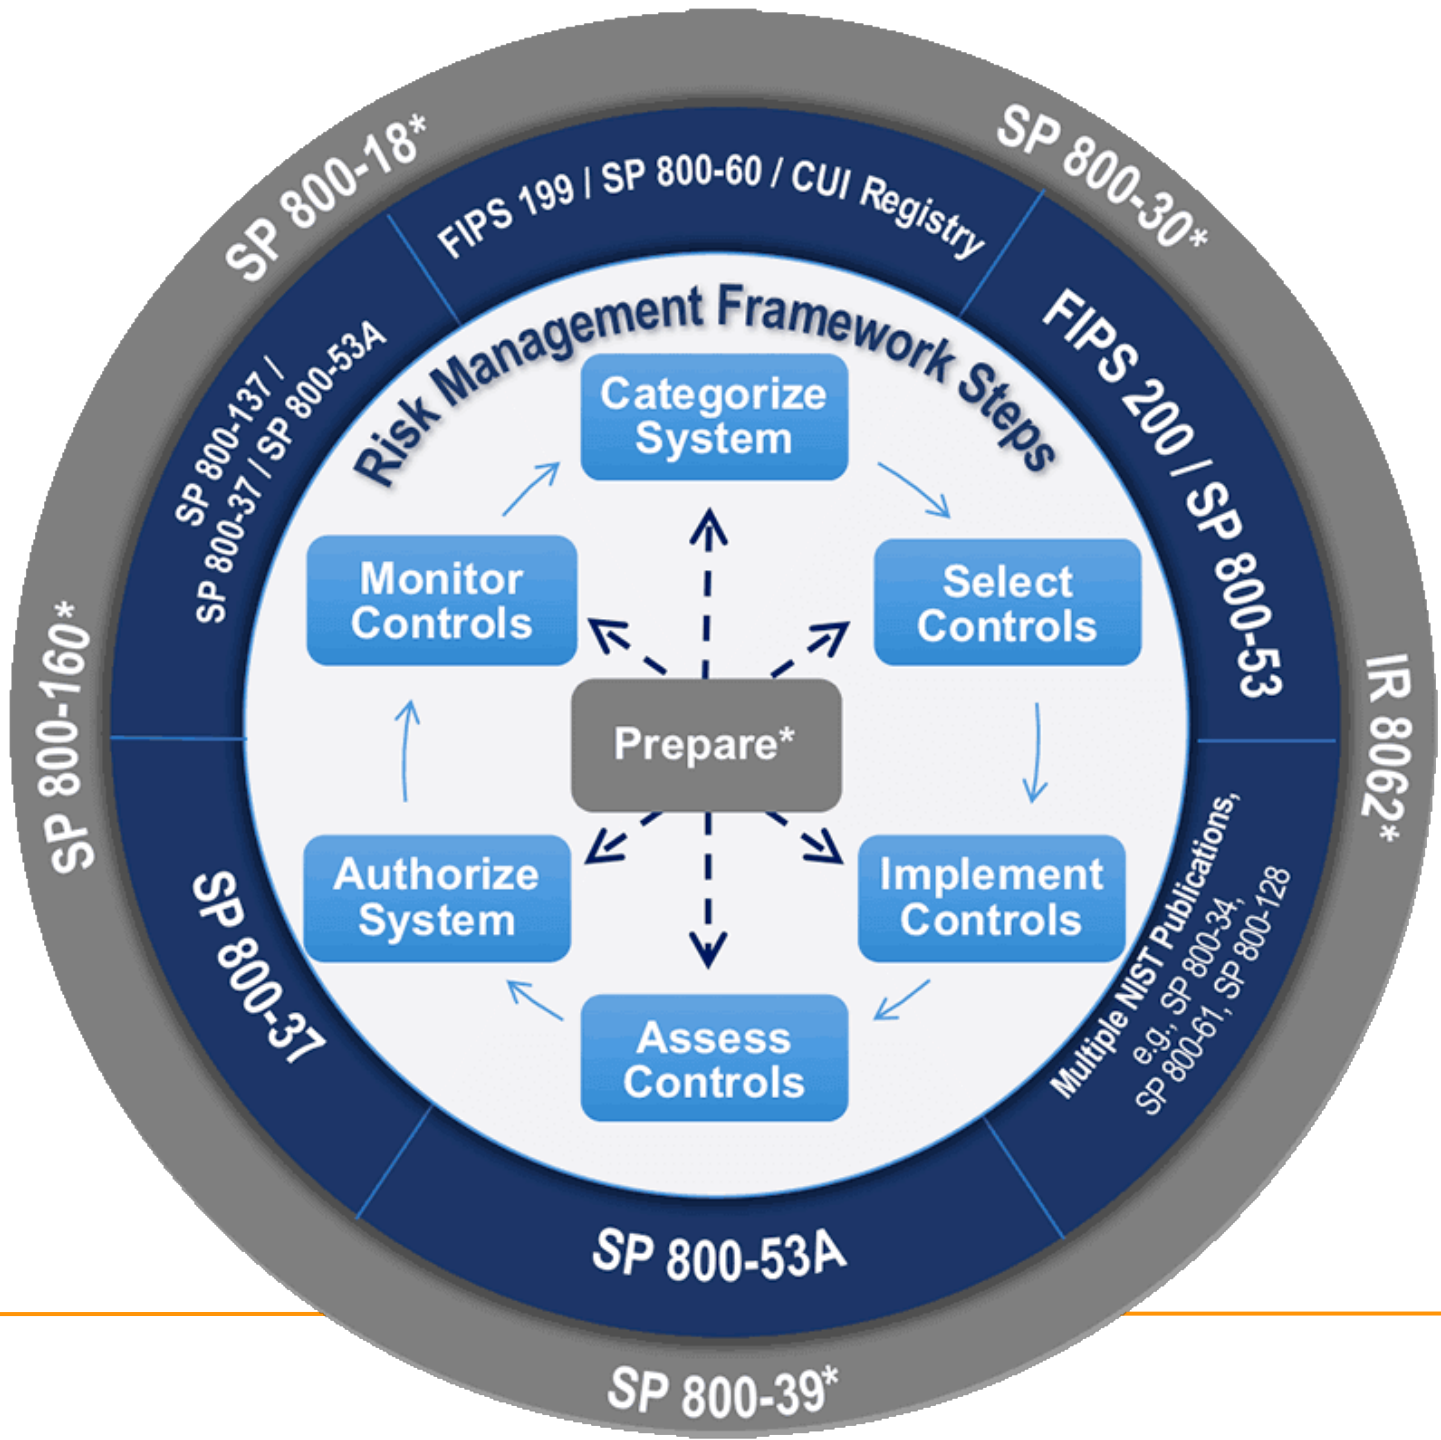 SP 800-18*
SP 800-30*
FIPS 199 / SP 800-60 / CUI Registry
FIPS 200 / SP 800-53
SP 800-137 /
SP 800-37 / SP 800-53A
Risk Management Framework Steps
Categorize
System
Monitor
Controls
Select
Controls
SP 800-160*
IR 8062*
Prepare*
Authorize
System
Implement
Controls
SP 800-37
Multiple NIST Publications,
e.g., SP 800-34,
SP 800-61, SP 800-128
Assess
Controls
SP 800-53A
SP 800-39*